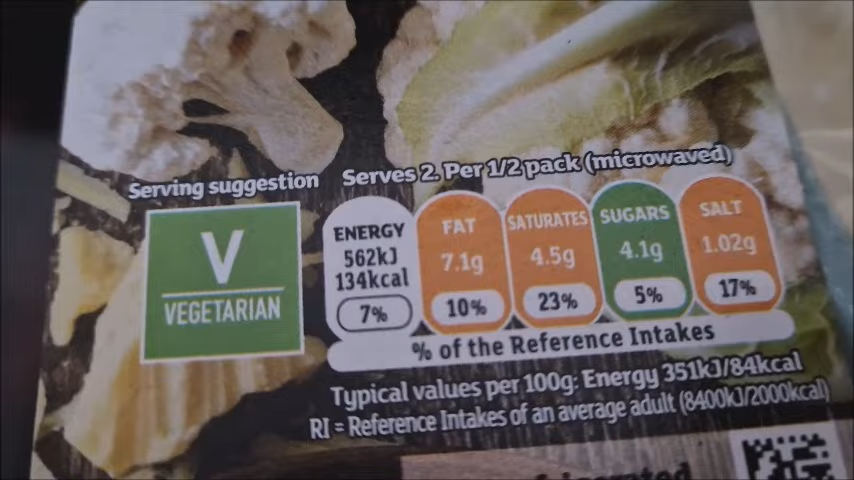 Serving suggestion
Serves 2. Per 1/2 pack (microwaved)
V
VEGETARIAN
ENERGY
562kJ
134kcal
7%
FAT
7.1g
10%
SATURATES
4.5g
23%
SUGARS
4.1g
5%
SALT
1.02g
17%
% of the Reference Intakes
Typical values per 100g: Energy 351kJ/84kcal
RI = Reference Intakes of an average adult (8400kJ/2000kcal)